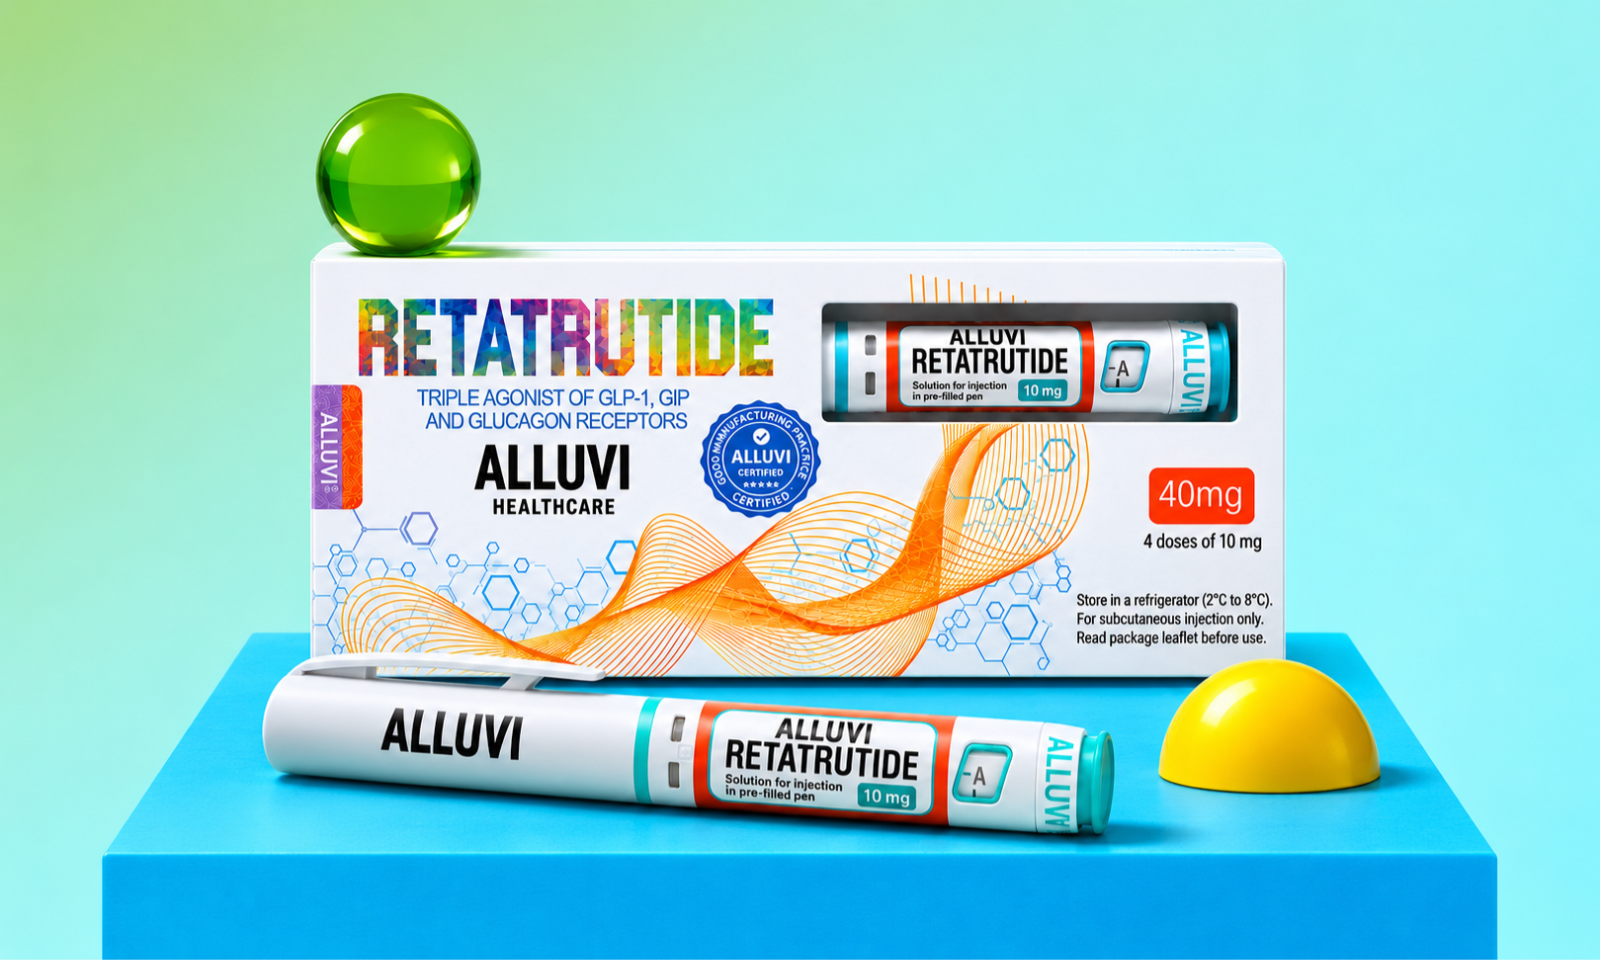 RETATRUTIDE
TRIPLE AGONIST OF GLP-1, GIP
AND GLUCAGON RECEPTORS
ALLUVI
HEALTHCARE
ALLUVI
GOOD MANNUFACTURING PRACRICE
ALLUVI
CERTIFIED
CERTIFIED
ALLUVI
RETATRUTIDE
Solution for injection
in pre-filled pen
10 mg
-A
ALLUVI
40mg
4 doses of 10 mg
Store in a refrigerator (2°C to 8°C).
For subcutaneous injection only.
Read package leaflet before use.
ALLUVI
ALLUVI
RETATRUTIDE
Solution for injection
in pre-filled pen
10 mg
-A
ALLUVI